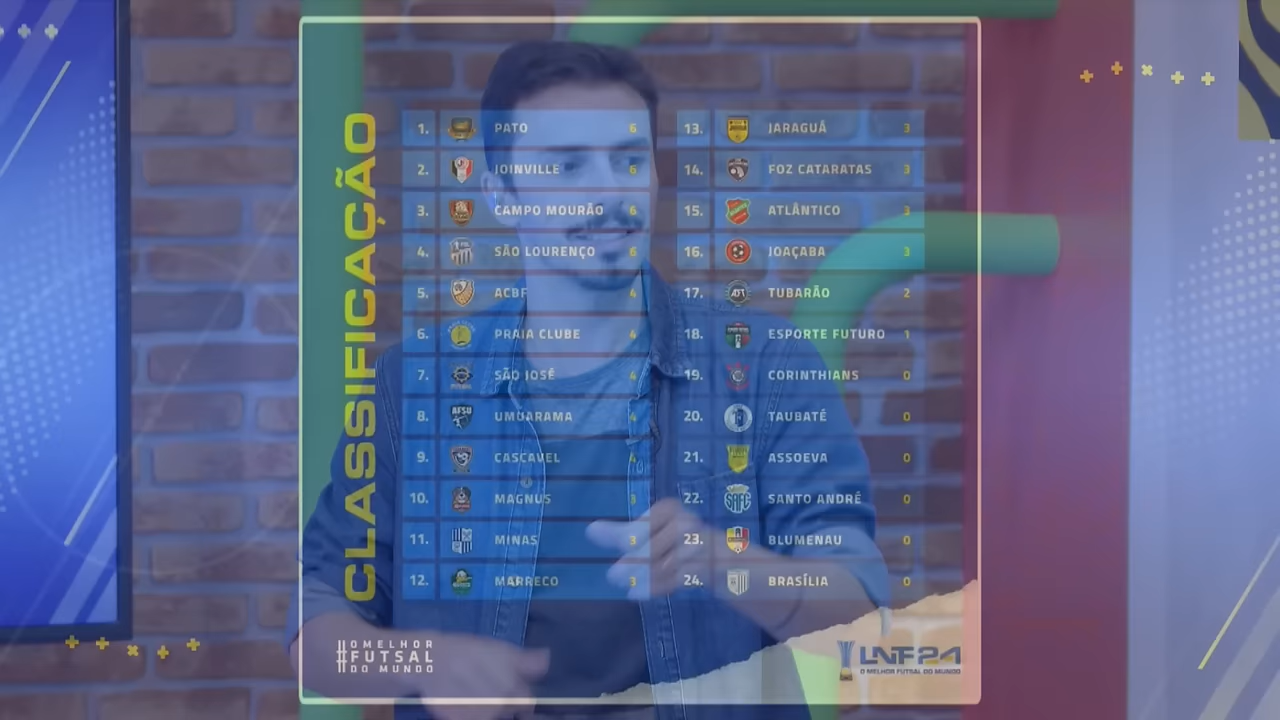 CLASSIFICAÇÃO
1. PATO 6
2. JOINVILLE 6
3. CAMPO MOURÃO 6
4. SÃO LOURENÇO 6
5. ACBF 4
6. PRAIA CLUBE 4
7. SÃO JOSÉ 4
8. AFSU UMUARAMA 4
9. CASCAVEL 4
10. MAGNUS 3
11. MINAS 3
12. MARRECO 3
13. JARAGUÁ 3
14. FOZ CATARATAS 3
15. ATLÂNTICO 3
16. JOAÇABA 3
17. TUBARÃO 2
18. ESPORTE FUTURO 1
19. CORINTHIANS 0
20. TAUBATÉ 0
21. ASSOEVA 0
22. SAFC SANTO ANDRÉ 0
23. BLUMENAU 0
24. BRASÍLIA 0
#OMELHOR
FUTSAL
DO MUNDO
LNF24
O MELHOR FUTSAL DO MUNDO